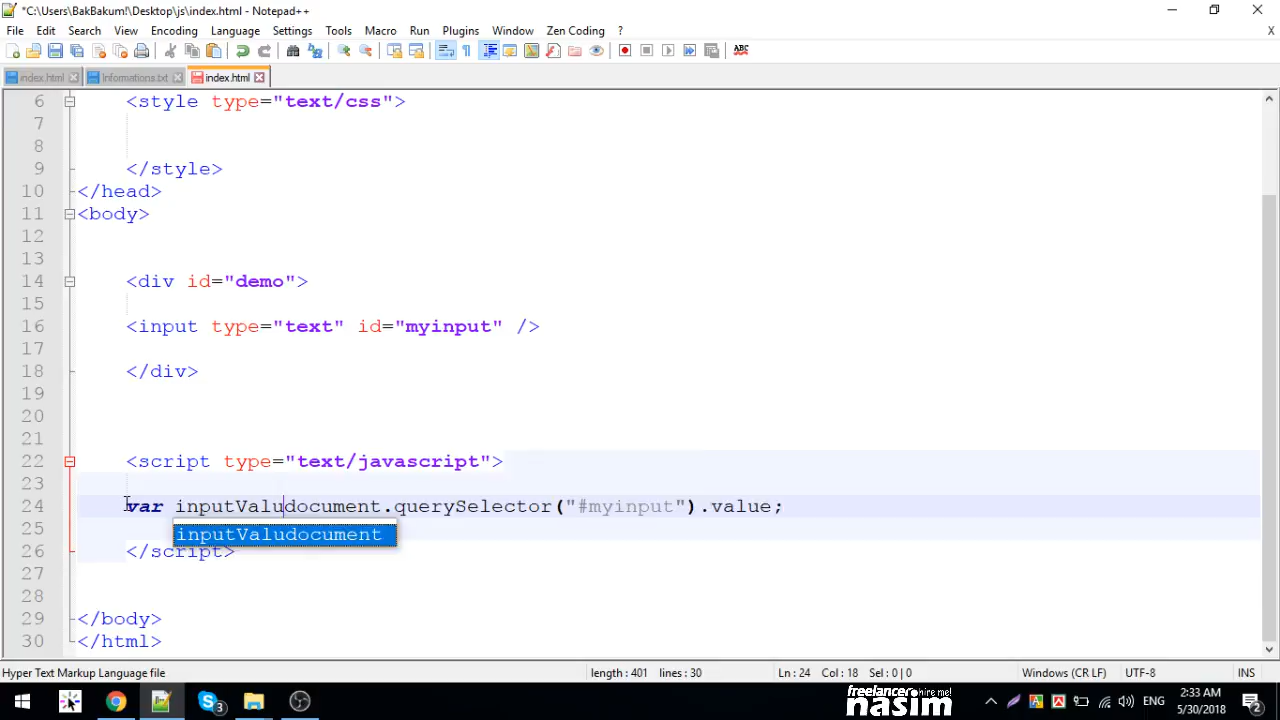 *C:\Users\BakBakum!\Desktop\js\index.html - Notepad++
File Edit Search View Encoding Language Settings Tools Macro Run Plugins Window Zen Coding ? X
ABC
index.html Informations.txt index.html
6 <style type="text/css">
7
8
9 </style>
10 </head>
11 <body>
12
13
14 <div id="demo">
15
16 <input type="text" id="myinput" />
17
18 </div>
19
20
21
22 <script type="text/javascript">
23
24 var inputValudocument.querySelector("#myinput").value;
25 inputValudocument
26 </script>
27
28
29 </body>
30 </html>
Hyper Text Markup Language file length : 401 lines : 30 Ln : 24 Col : 18 Sel : 0 | 0 Windows (CR LF) UTF-8 INS
3 freelancer hire me! nasim ENG 2:33 AM 5/30/2018 2